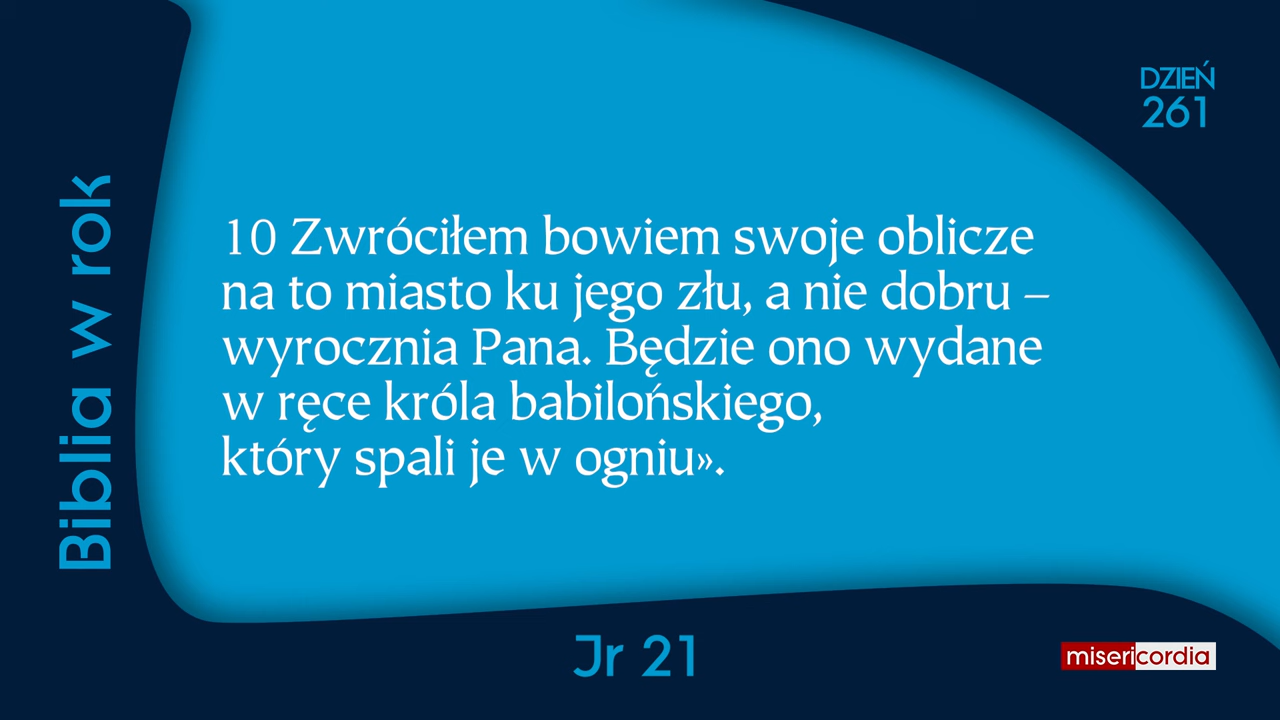 DZIEŃ
261
Biblia w rok
10 Zwróciłem bowiem swoje oblicze
na to miasto ku jego złu, a nie dobru –
wyrocznia Pana. Będzie ono wydane
w ręce króla babilońskiego,
który spali je w ogniu».
Jr 21
misericordia